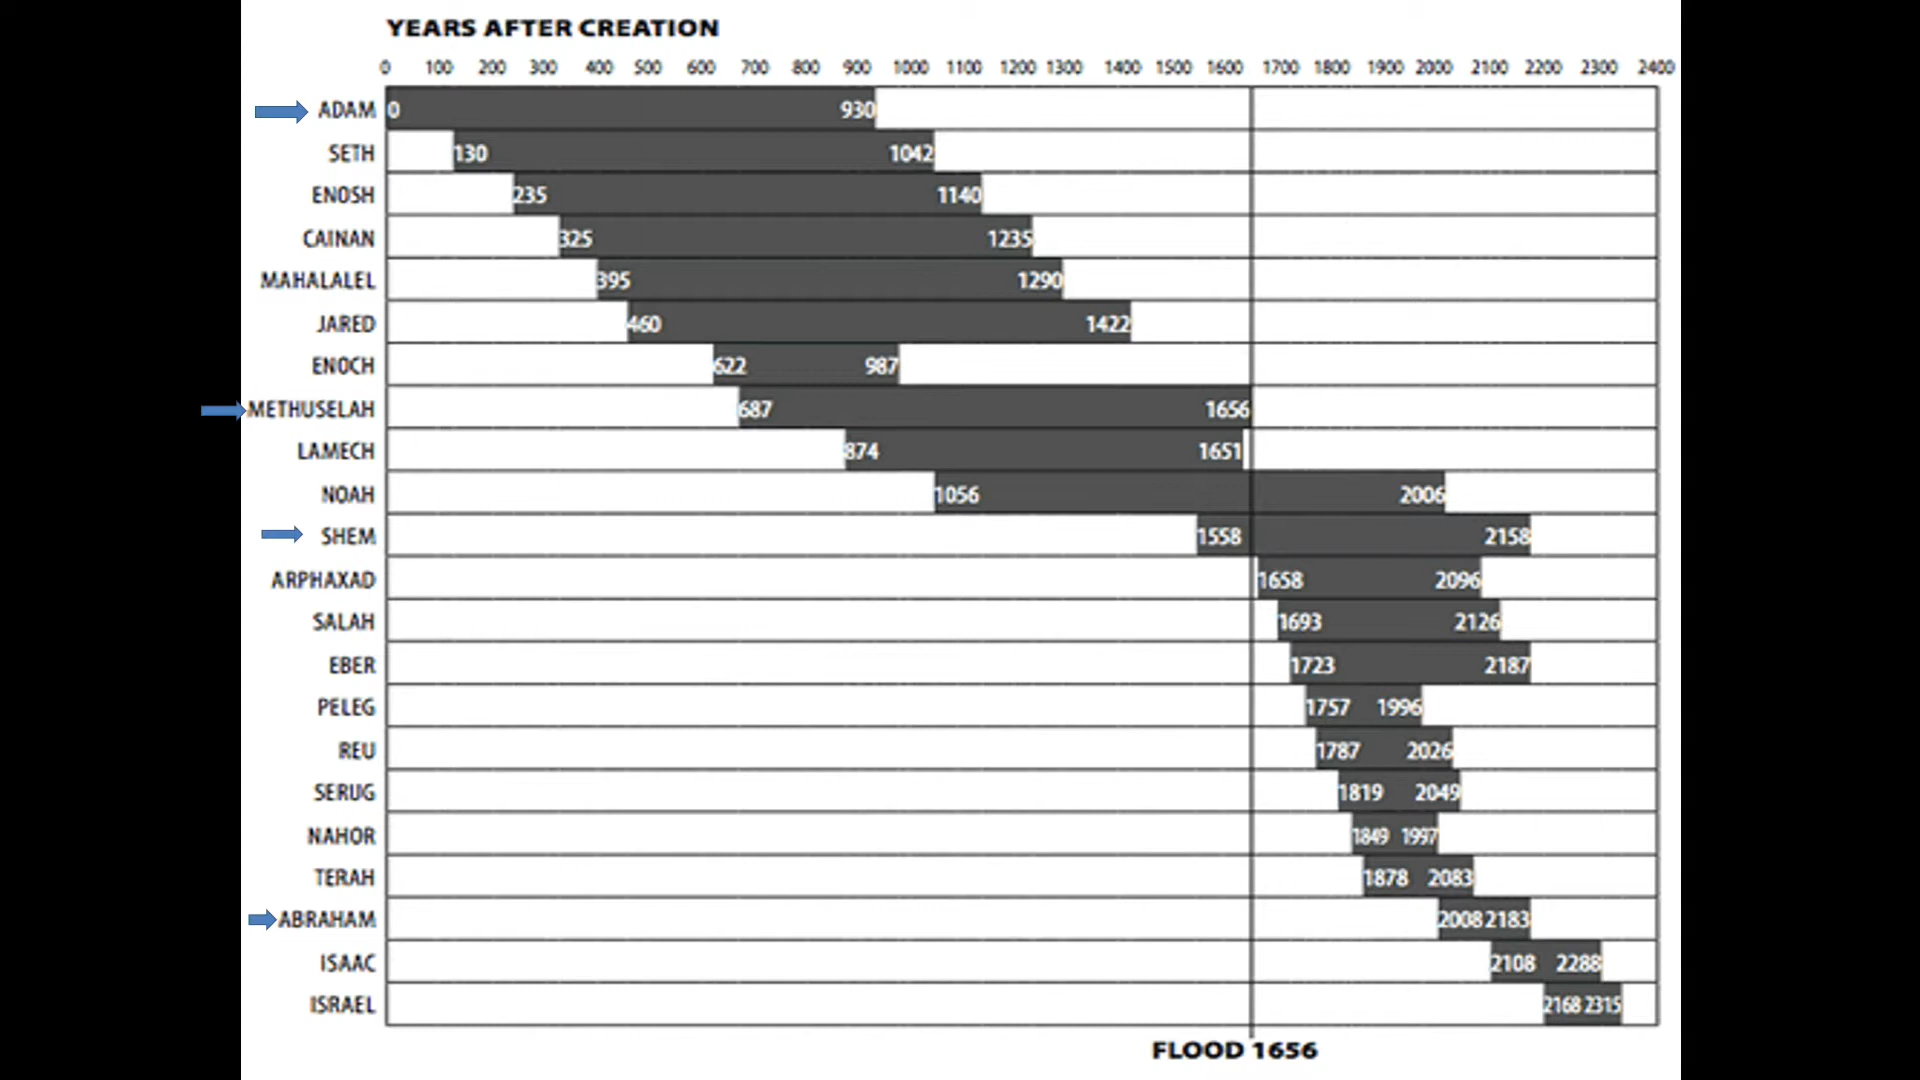 YEARS AFTER CREATION
0 100 200 300 400 500 600 700 800 900 1000 1100 1200 1300 1400 1500 1600 1700 1800 1900 2000 2100 2200 2300 2400
ADAM 0 930
SETH 130 1042
ENOSH 235 1140
CAINAN 325 1235
MAHALALEL 395 1290
JARED 460 1422
ENOCH 622 987
METHUSELAH 687 1656
LAMECH 874 1651
NOAH 1056 2006
SHEM 1558 2158
ARPHAXAD 1658 2096
SALAH 1693 2126
EBER 1723 2187
PELEG 1757 1996
REU 1787 2026
SERUG 1819 2049
NAHOR 1849 1997
TERAH 1878 2083
ABRAHAM 2008 2183
ISAAC 2108 2288
ISRAEL 2168 2315
FLOOD 1656